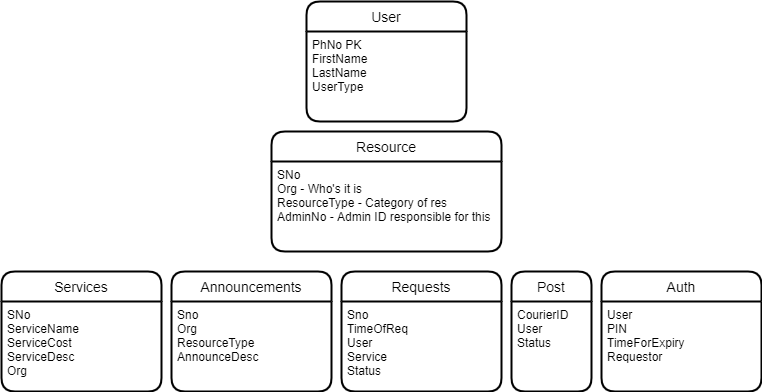 User
PhNo PK
FirstName
LastName
UserType
Resource
SNo
Org - Who's it is
ResourceType - Category of res
AdminNo - Admin ID responsible for this
Services
SNo
ServiceName
ServiceCost
ServiceDesc
Org
Announcements
Sno
Org
ResourceType
AnnounceDesc
Requests
Sno
TimeOfReq
User
Service
Status
Post
CourierID
User
Status
Auth
User
PIN
TimeForExpiry
Requestor